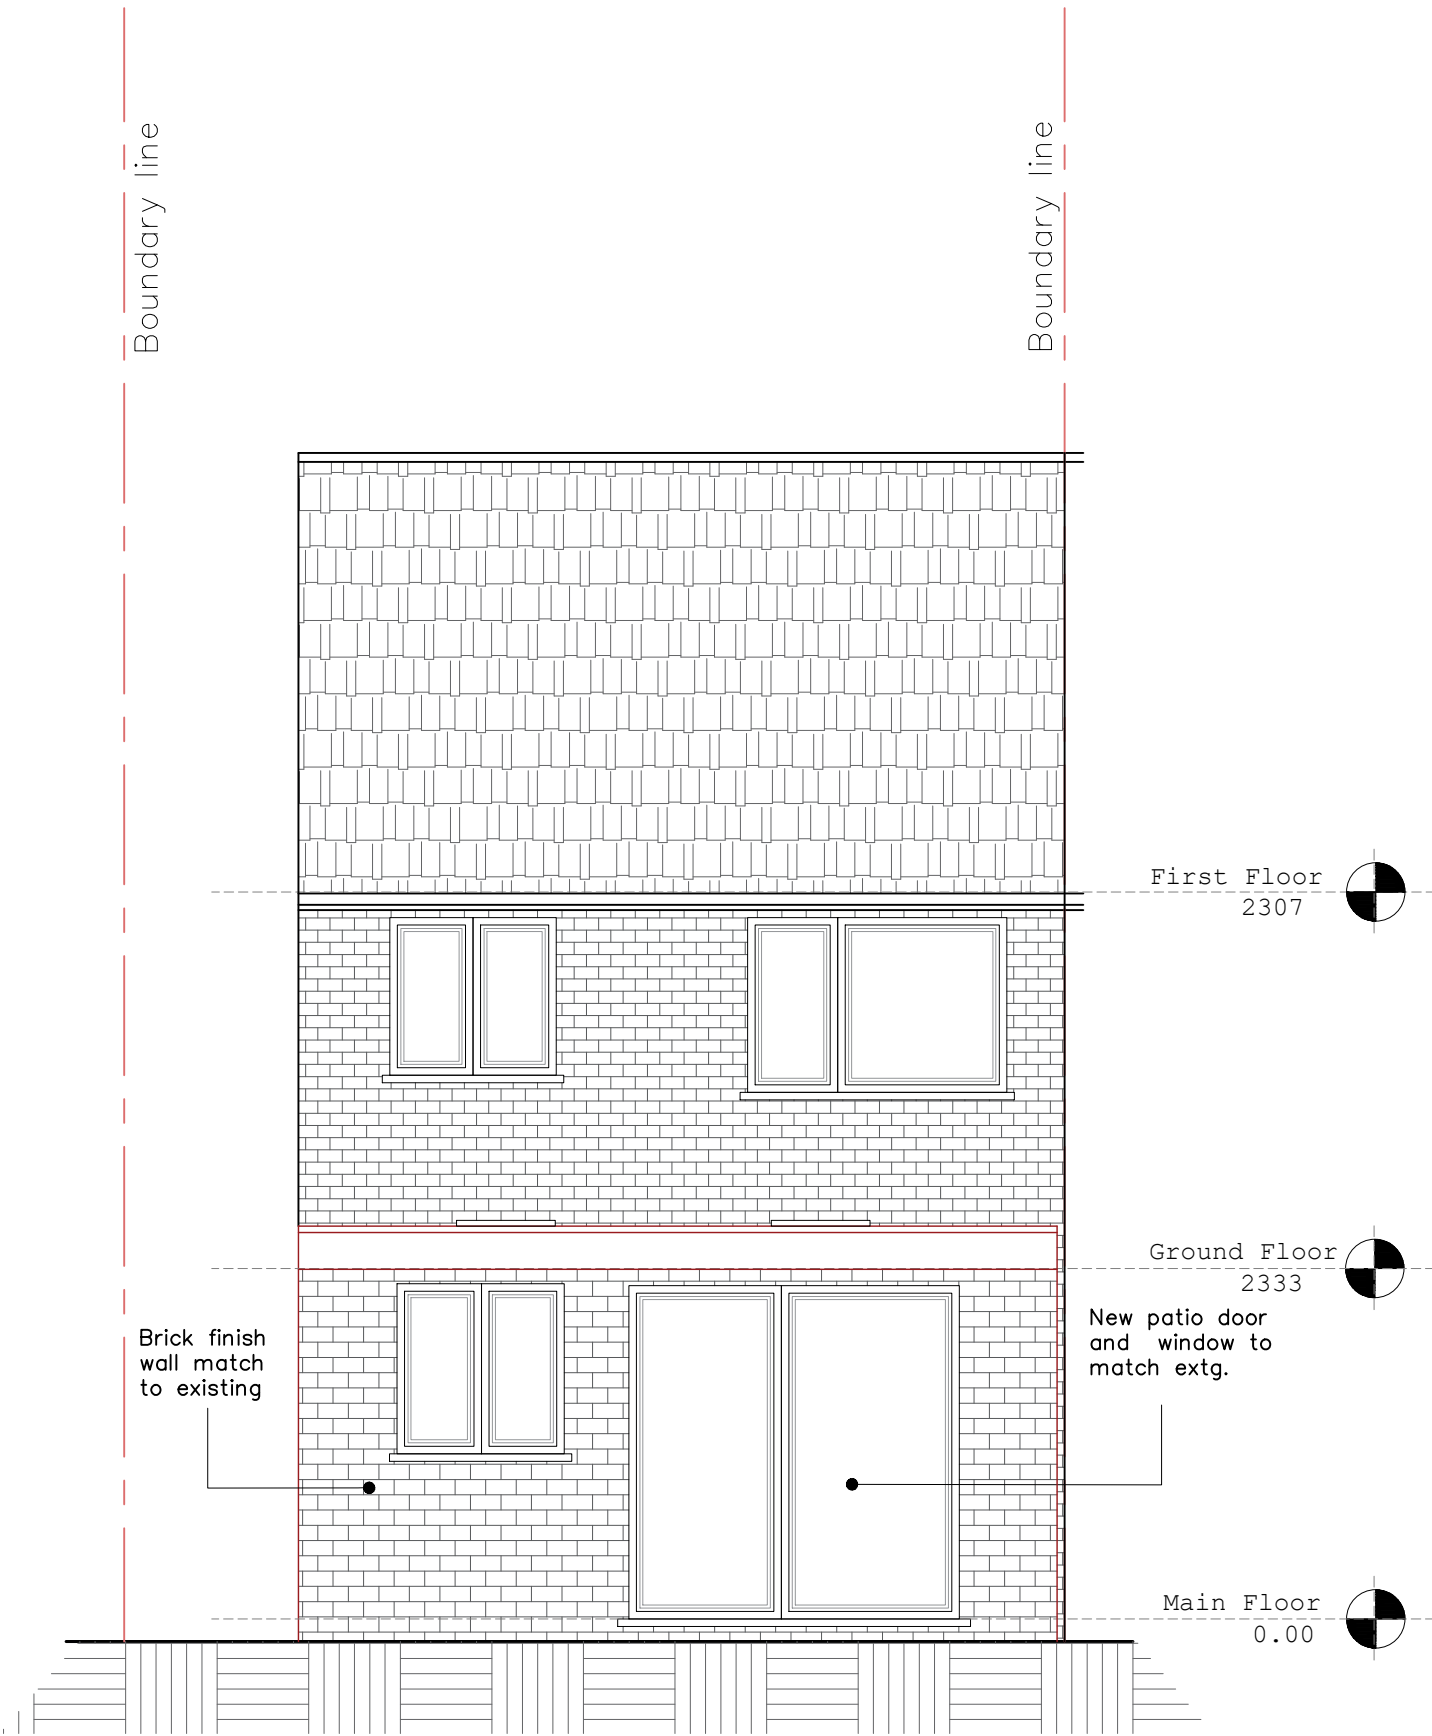 Boundary line
Boundary line
First Floor
2307
Ground Floor
2333
New patio door
and window to
match extg.
Brick finish
wall match
to existing
Main Floor
0.00